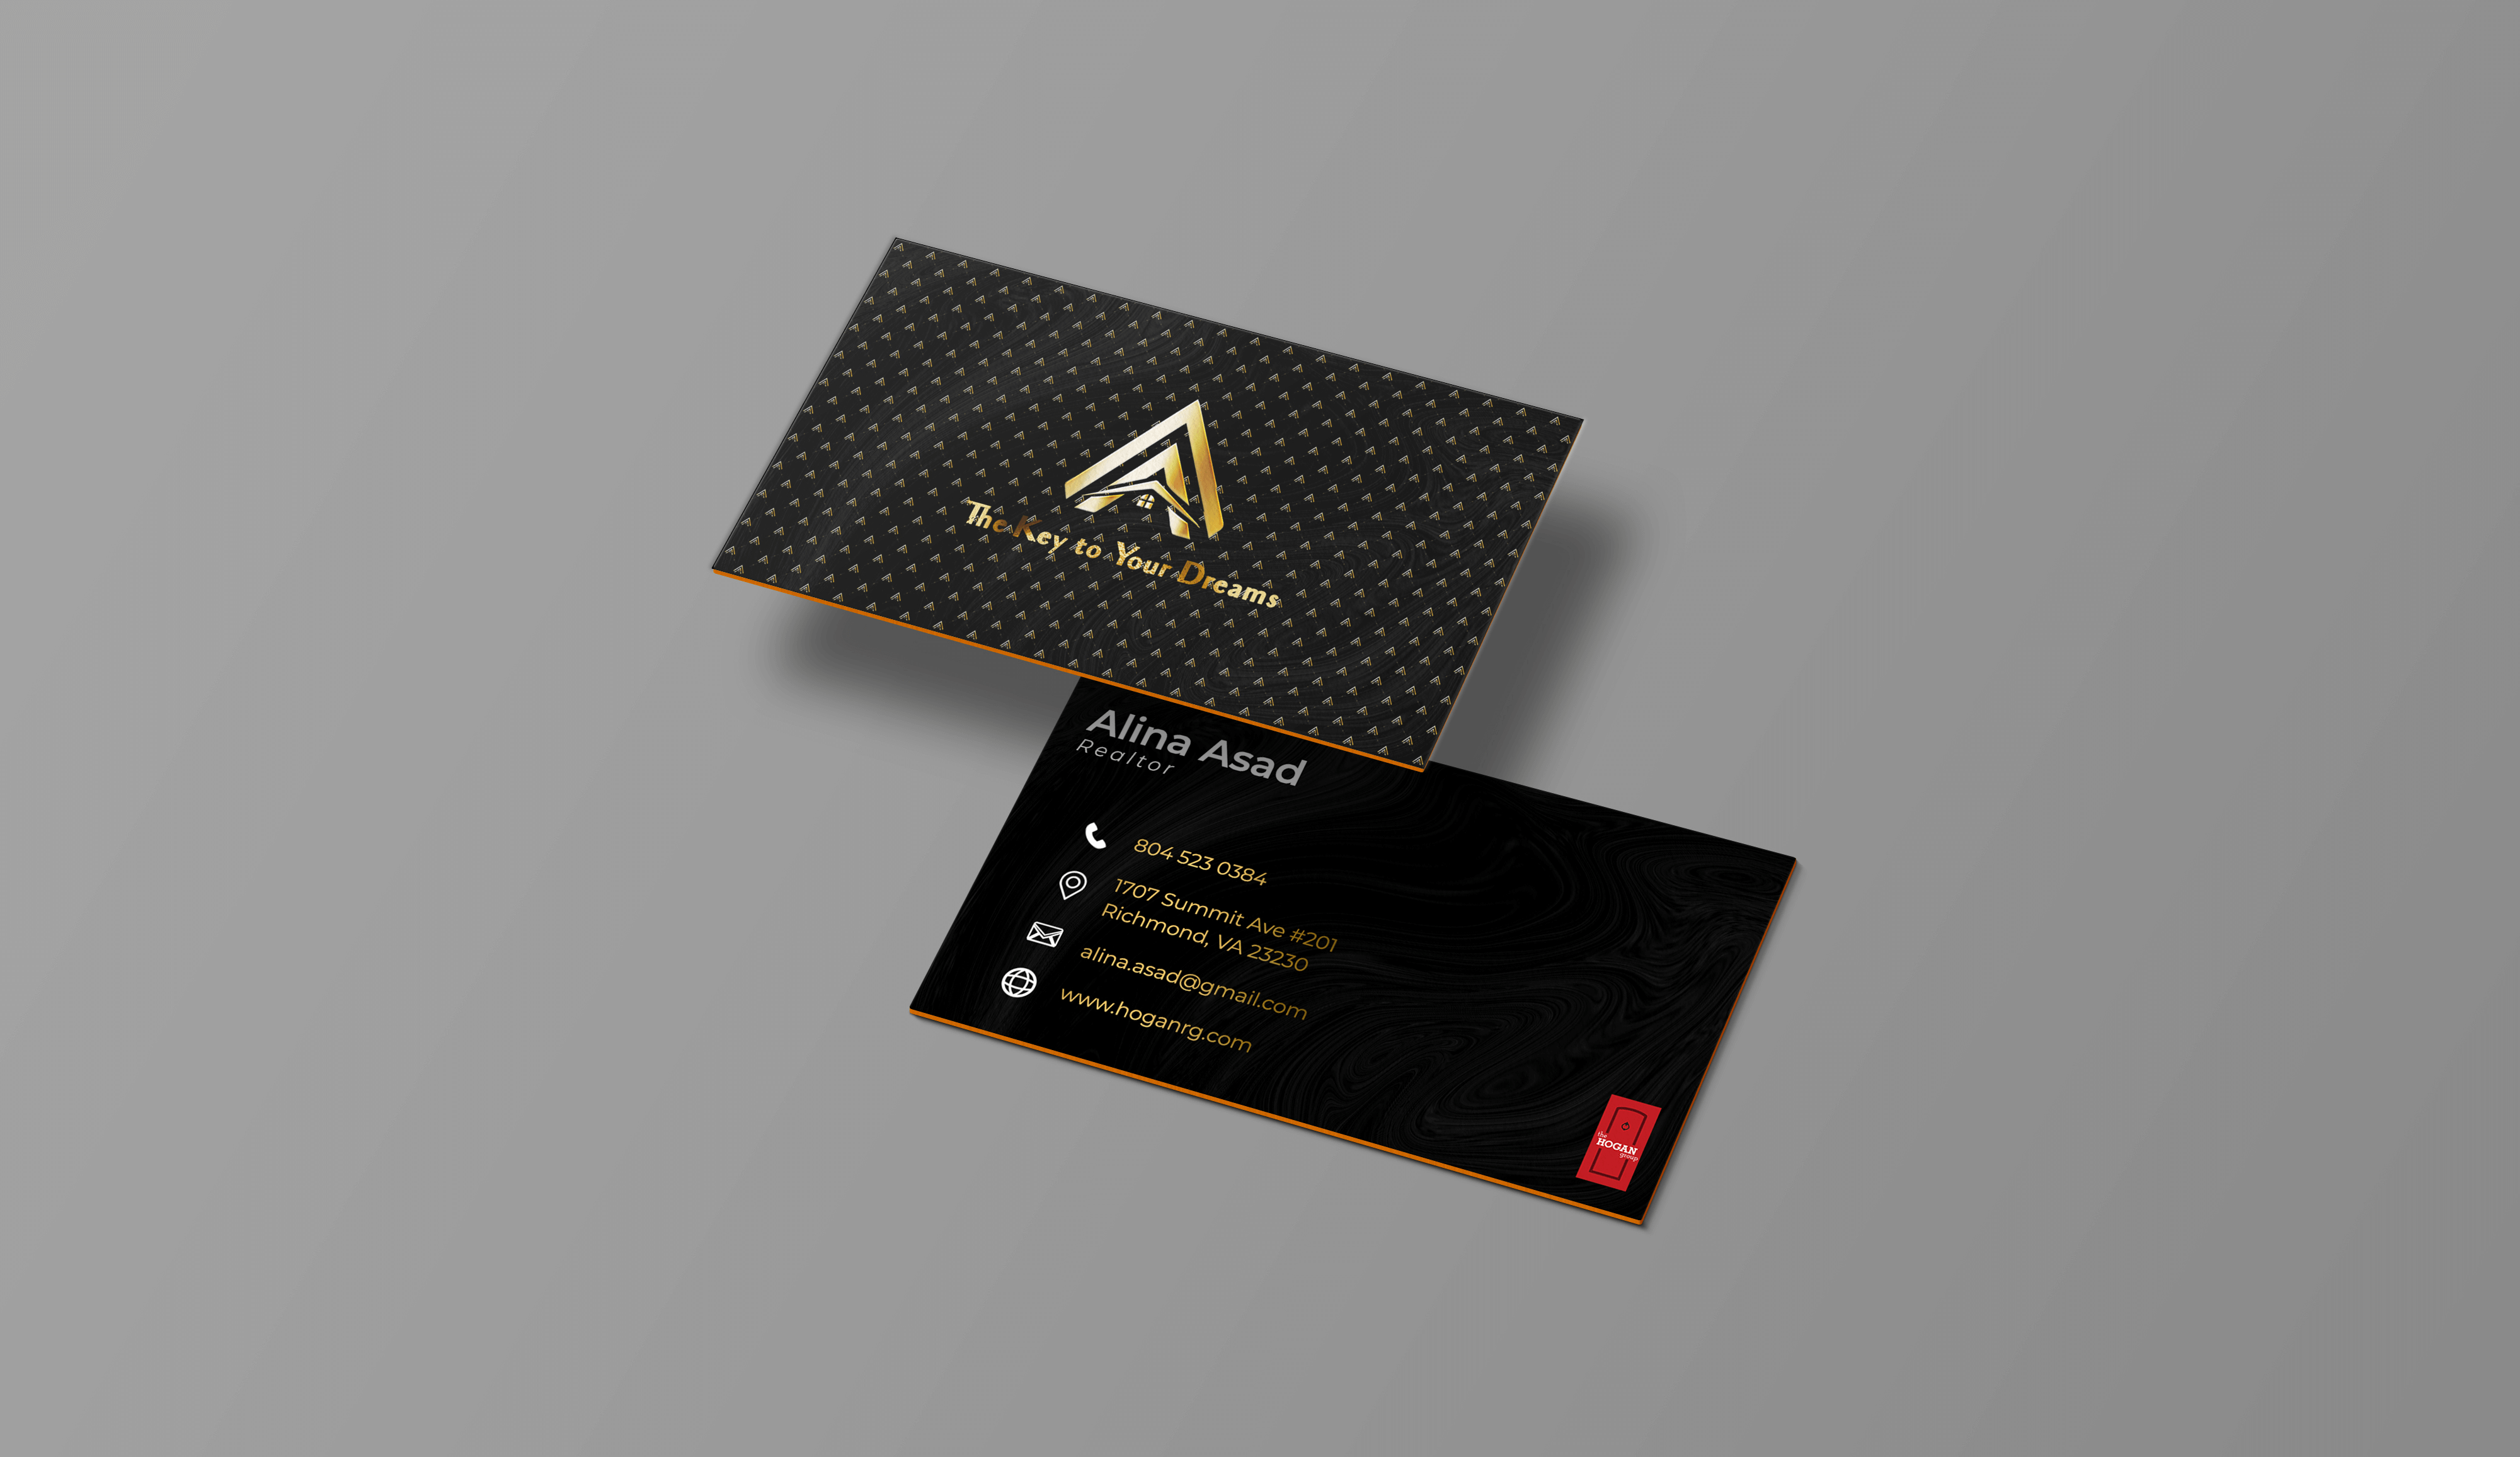 The Key to Your Dreams
Alina Asad
Realtor
804 523 0384
1707 Summit Ave #201
Richmond, VA 23230
alina.asad@gmail.com
www.hoganrg.com
the
HOGAN
group